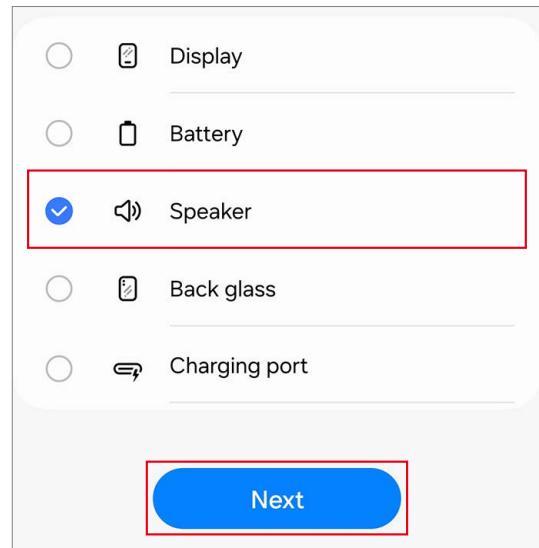 Display
Battery
Speaker
Back glass
Charging port
Next